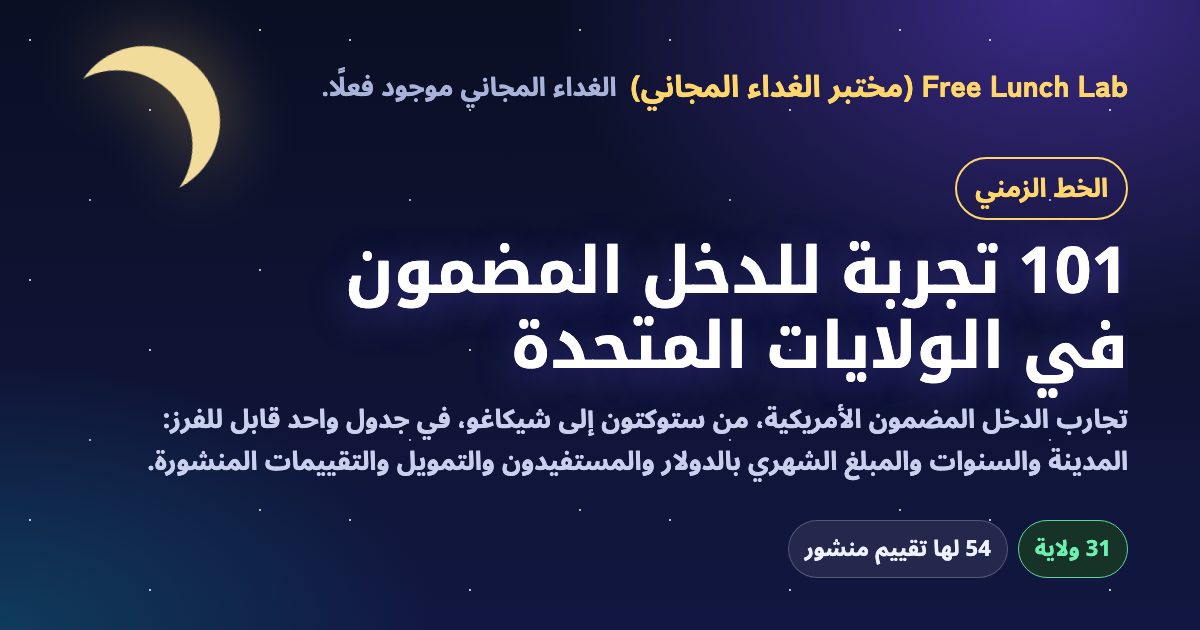 Free Lunch Lab (مختبر الغداء المجاني) الغداء المجاني موجود فعلًا.
الخط الزمني
101 تجربة للدخل المضمون
في الولايات المتحدة
تجارب الدخل المضمون الأمريكية، من ستوكتون إلى شيكاغو، في جدول واحد قابل للفرز:
المدينة والسنوات والمبلغ الشهري بالدولار والمستفيدون والتمويل والتقييمات المنشورة.
31 ولاية
54 لها تقييم منشور